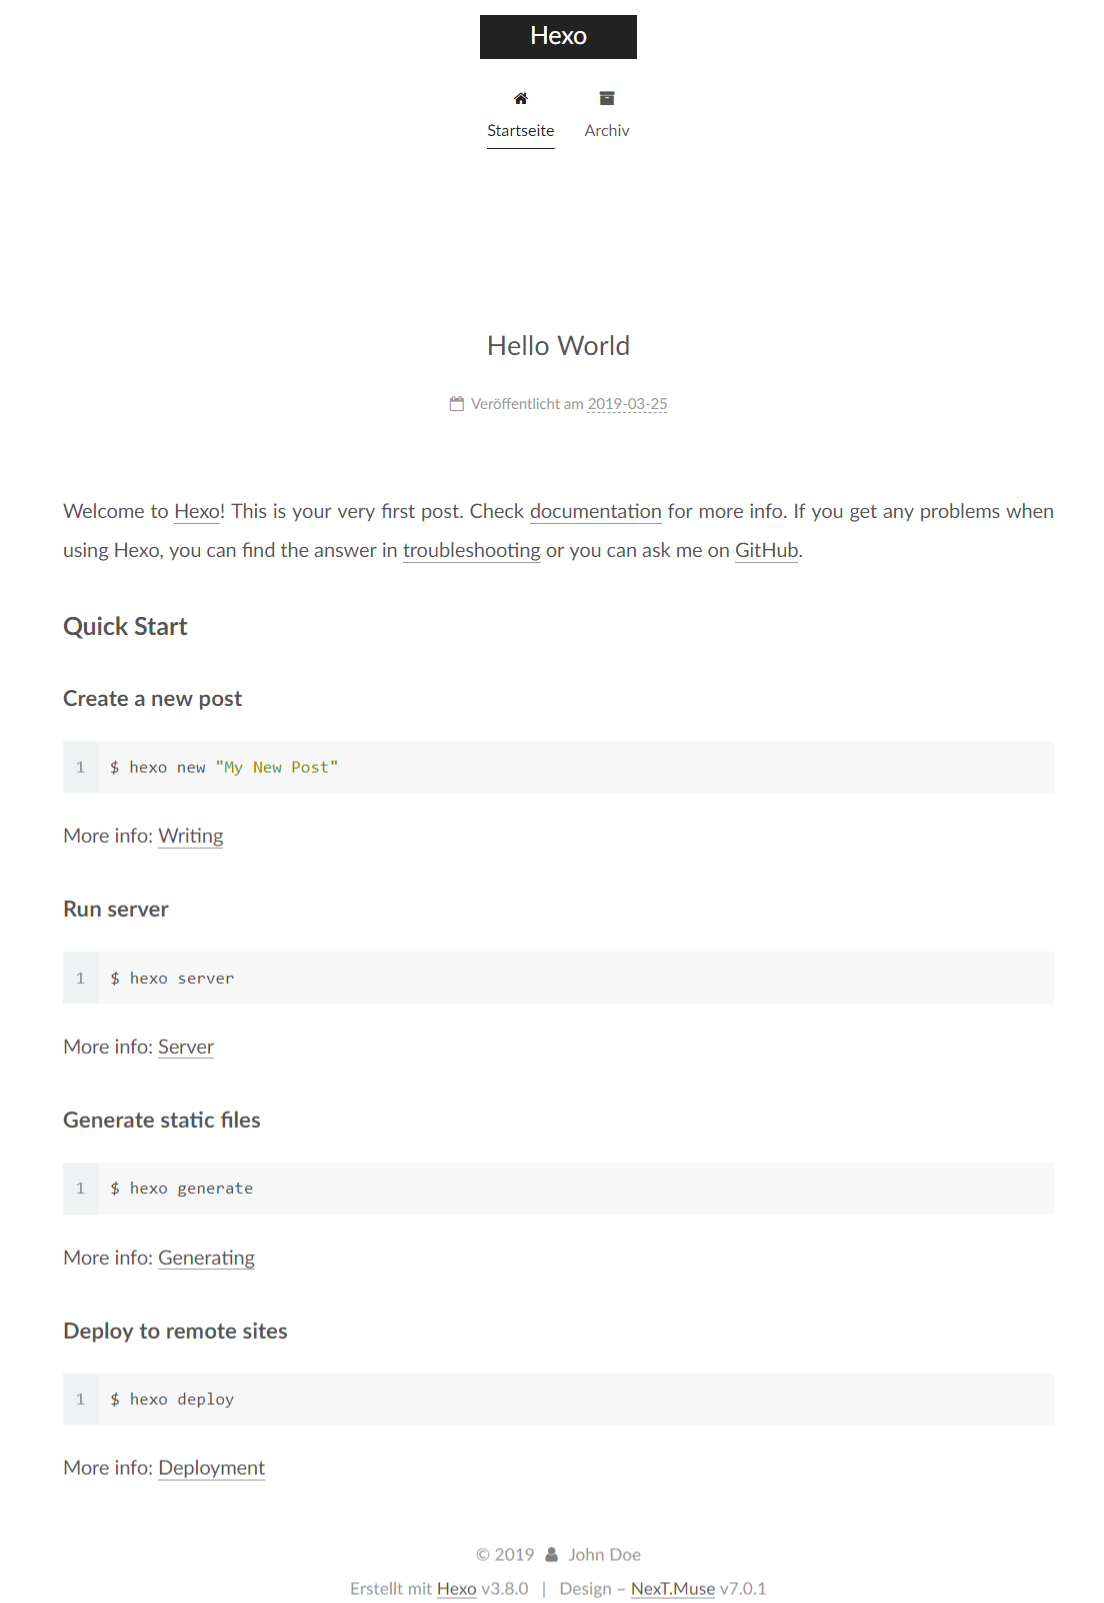 Hexo
Startseite Archiv
Hello World
Veröffentlicht am 2019-03-25
Welcome to Hexo! This is your very first post. Check documentation for more info. If you get any problems when
using Hexo, you can find the answer in troubleshooting or you can ask me on GitHub.
Quick Start
Create a new post
1 $ hexo new "My New Post"
More info: Writing
Run server
1 $ hexo server
More info: Server
Generate static files
1 $ hexo generate
More info: Generating
Deploy to remote sites
1 $ hexo deploy
More info: Deployment
© 2019 John Doe
Erstellt mit Hexo v3.8.0 | Design – NexT.Muse v7.0.1